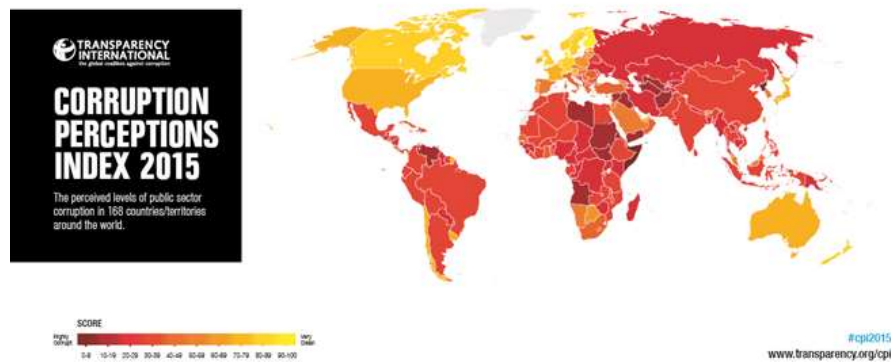 TRANSPARENCY
INTERNATIONAL
the global coalition against corruption
CORRUPTION
PERCEPTIONS
INDEX 2015
The perceived levels of public sector
corruption in 168 countries/territories
around the world.
SCORE
Highly
Corrupt
Very
Clean
0-9 10-19 20-29 30-39 40-49 50-59 60-69 70-79 80-89 90-100
#cpi2015
www.transparency.org/cpi